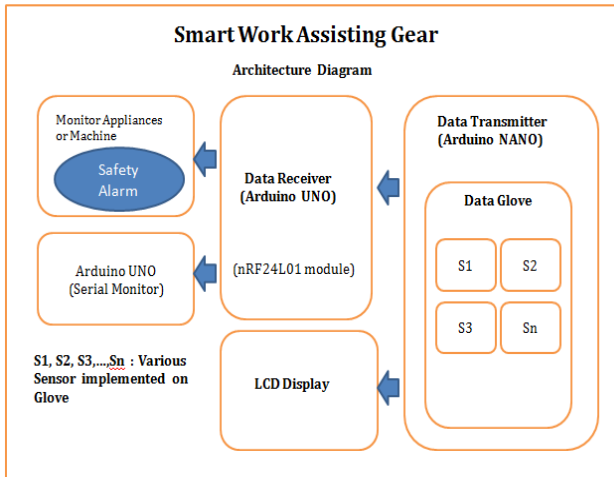 Smart Work Assisting Gear
Architecture Diagram
Monitor Appliances
or Machine
Safety
Alarm
Data Receiver
(Arduino UNO)
(nRF24L01 module)
Data Transmitter
(Arduino NANO)
Data Glove
S1
S2
S3
Sn
Arduino UNO
(Serial Monitor)
S1, S2, S3,...,Sn : Various
Sensor implemented on
Glove
LCD Display